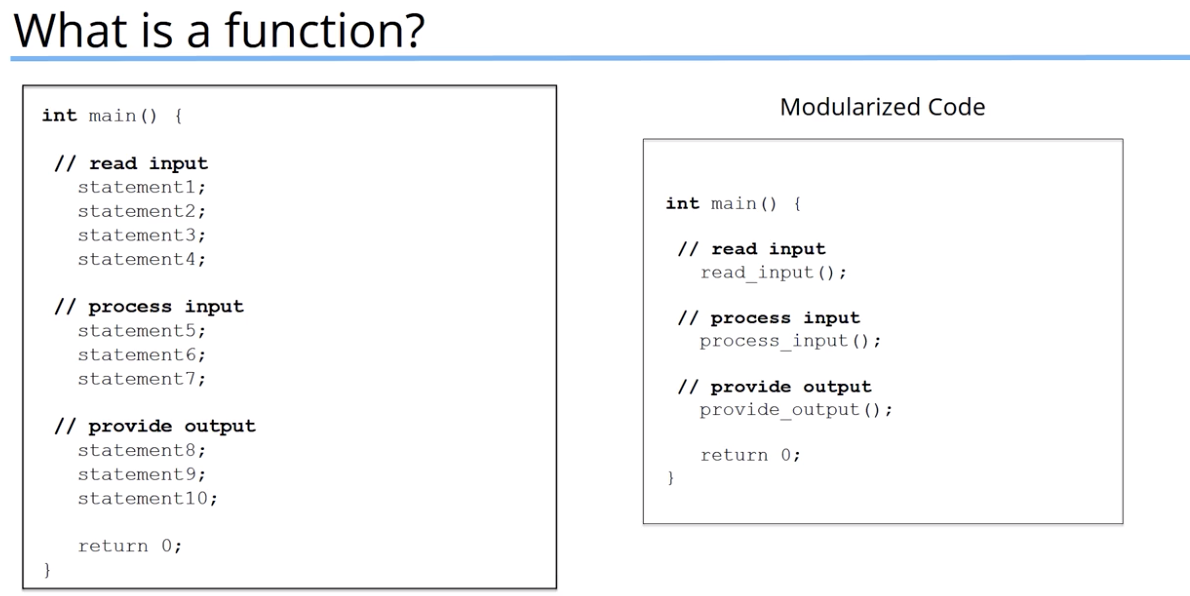 What is a function?
int main() {
// read input
statement1;
statement2;
statement3;
statement4;
// process input
statement5;
statement6;
statement7;
// provide output
statement8;
statement9;
statement10;
return 0;
}
Modularized Code
int main() {
// read input
read_input();
// process input
process_input();
// provide output
provide_output();
return 0;
}